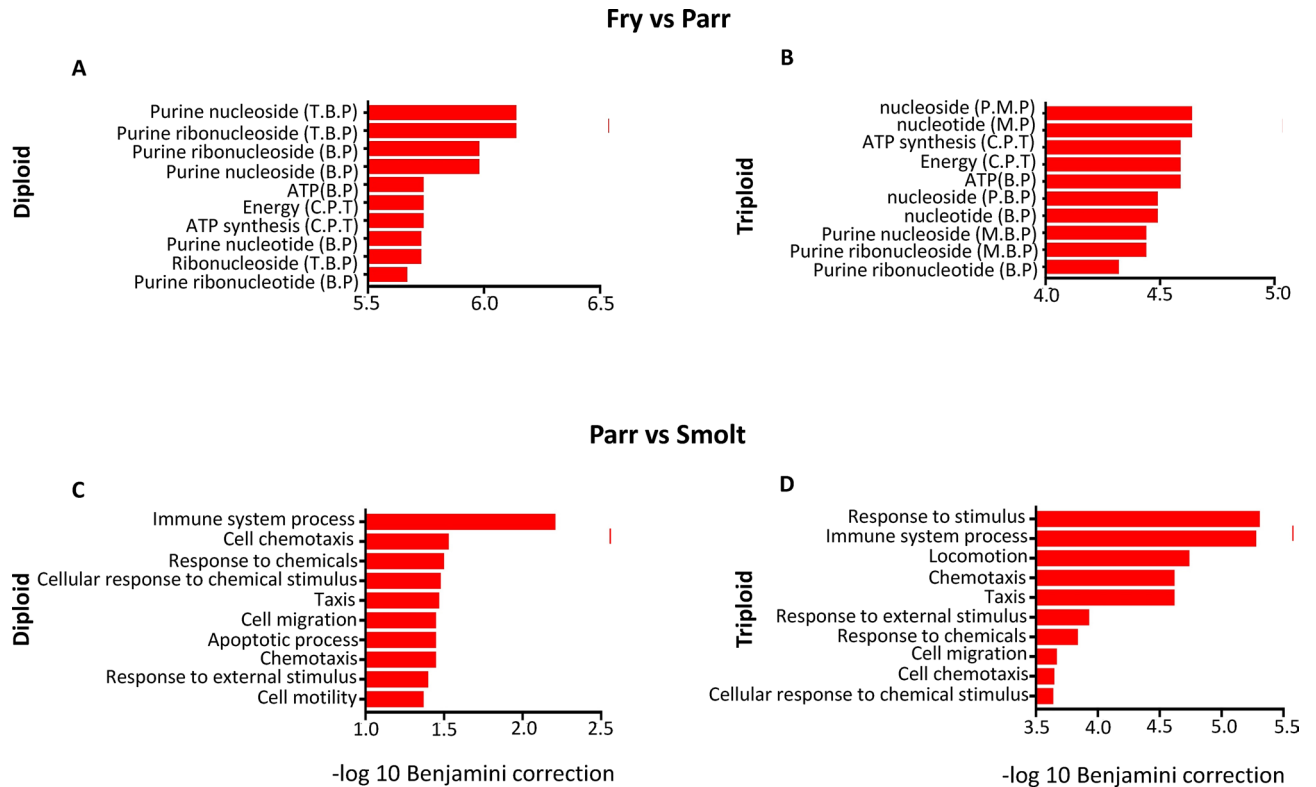 Fry vs Parr
A
Diploid
Purine nucleoside (T.B.P)
Purine ribonucleoside (T.B.P)
Purine ribonucleoside (B.P)
Purine nucleoside (B.P)
ATP(B.P)
Energy (C.P.T)
ATP synthesis (C.P.T)
Purine nucleotide (B.P)
Ribonucleoside (T.B.P)
Purine ribonucleotide (B.P)
5.5 6.0 6.5
B
Triploid
nucleoside (P.M.P)
nucleotide (M.P)
ATP synthesis (C.P.T)
Energy (C.P.T)
ATP(B.P)
nucleoside (P.B.P)
nucleotide (B.P)
Purine nucleoside (M.B.P)
Purine ribonucleoside (M.B.P)
Purine ribonucleotide (B.P)
4.0 4.5 5.0
Parr vs Smolt
C
Diploid
Immune system process
Cell chemotaxis
Response to chemicals
Cellular response to chemical stimulus
Taxis
Cell migration
Apoptotic process
Chemotaxis
Response to external stimulus
Cell motility
1.0 1.5 2.0 2.5
-log 10 Benjamini correction
D
Triploid
Response to stimulus
Immune system process
Locomotion
Chemotaxis
Taxis
Response to external stimulus
Response to chemicals
Cell migration
Cell chemotaxis
Cellular response to chemical stimulus
3.5 4.0 4.5 5.0 5.5
-log 10 Benjamini correction